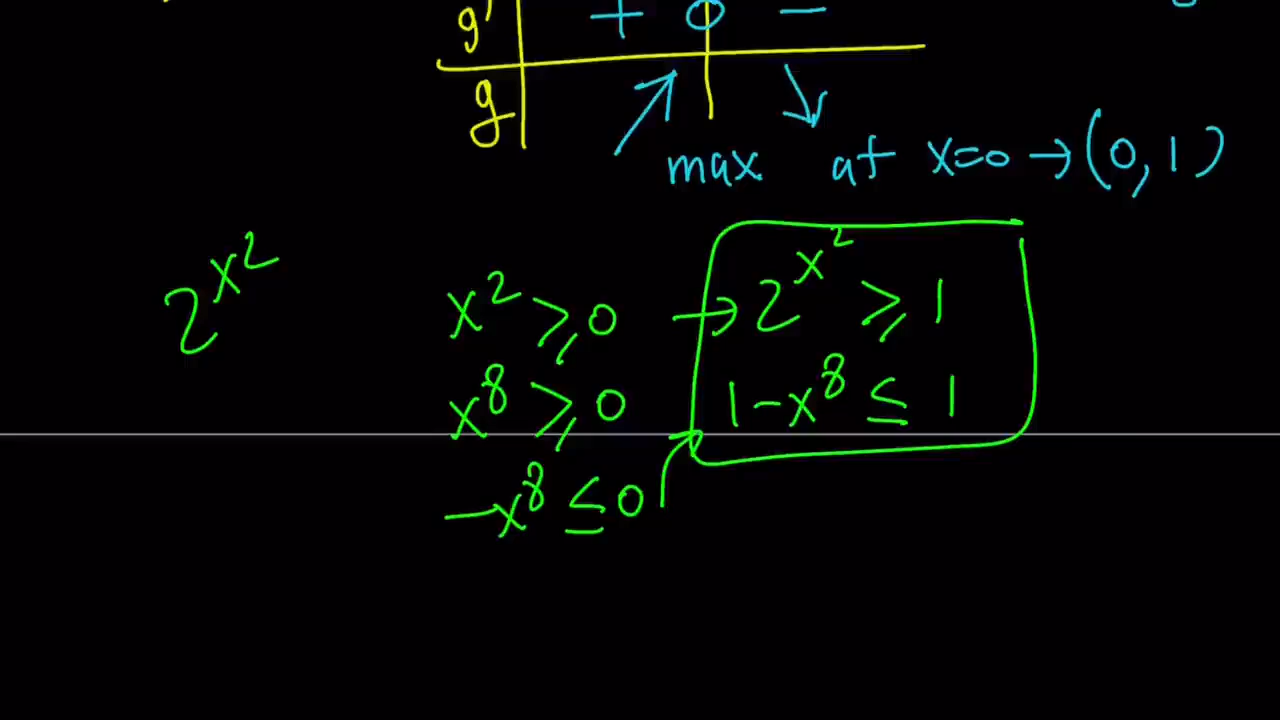 g' + 0 −
g
max at x=0 → (0, 1)
2^{x^2}
x^2 ≥ 0 → 2^{x^2} ≥ 1
x^8 ≥ 0 1−x^8 ≤ 1
−x^8 ≤ 0